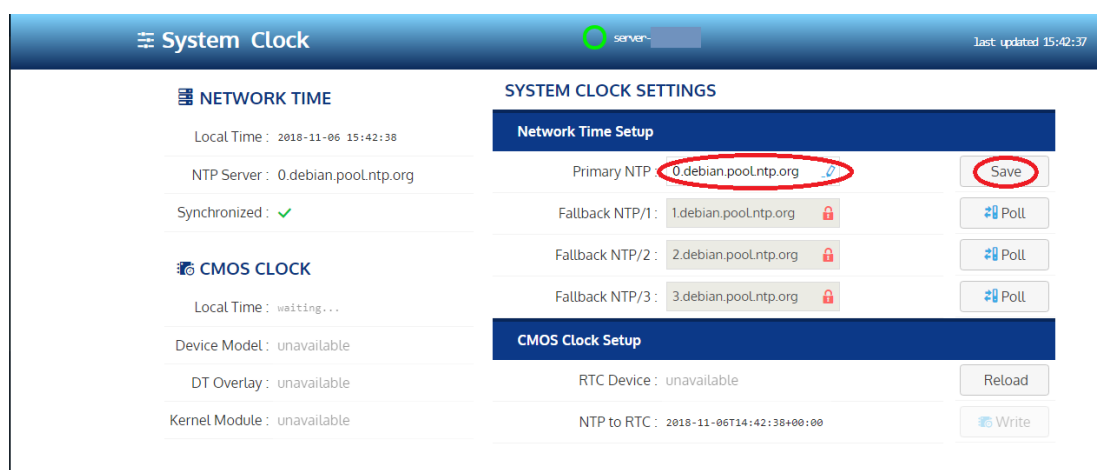 System Clock
server-
last updated 15:42:37
NETWORK TIME
Local Time : 2018-11-06 15:42:38
NTP Server : 0.debian.pool.ntp.org
Synchronized :
CMOS CLOCK
Local Time : waiting...
Device Model : unavailable
DT Overlay : unavailable
Kernel Module : unavailable
SYSTEM CLOCK SETTINGS
Network Time Setup
Primary NTP : 0.debian.pool.ntp.org Save
Fallback NTP/1 : 1.debian.pool.ntp.org Poll
Fallback NTP/2 : 2.debian.pool.ntp.org Poll
Fallback NTP/3 : 3.debian.pool.ntp.org Poll
CMOS Clock Setup
RTC Device : unavailable Reload
NTP to RTC : 2018-11-06T14:42:38+00:00 Write